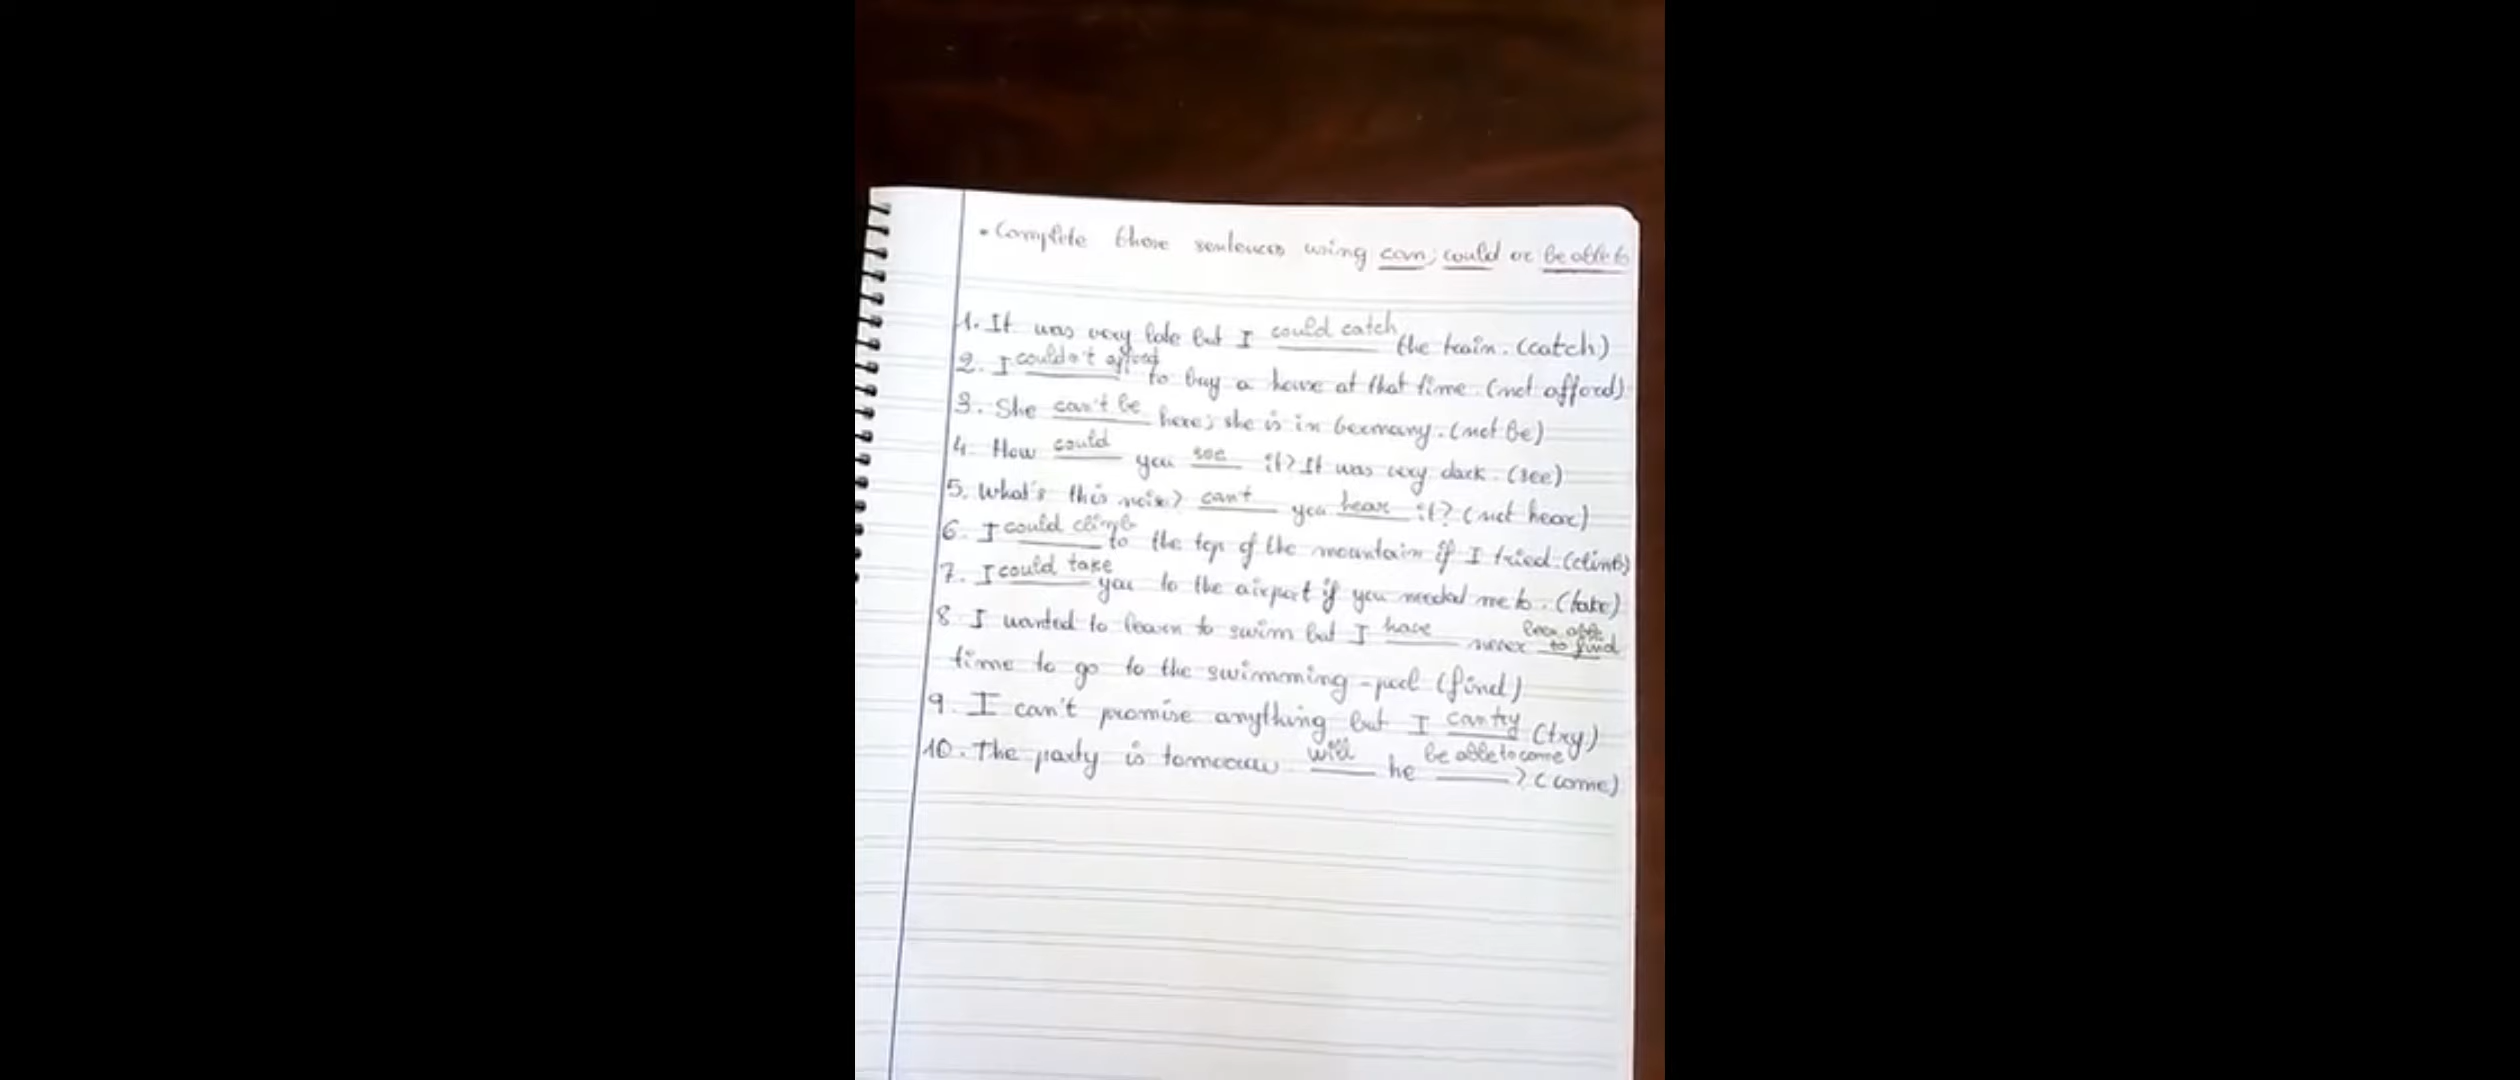 • Complete those sentences using can, could or be able to
1. It was very late but I could catch the train. (catch)
2. I couldn't afford to buy a house at that time. (not afford)
3. She can't be here; she is in Germany. (not be)
4. How could you see it? It was very dark. (see)
5. What's this noise? can't you hear it? (not hear)
6. I could climb to the top of the mountain if I tried. (climb)
7. I could take you to the airport if you needed me to. (take)
8 I wanted to learn to swim but I have never been able to find
time to go to the swimming-pool (find)
9. I can't promise anything but I can try (try)
10. The party is tomorrow will he be able to come? (come)